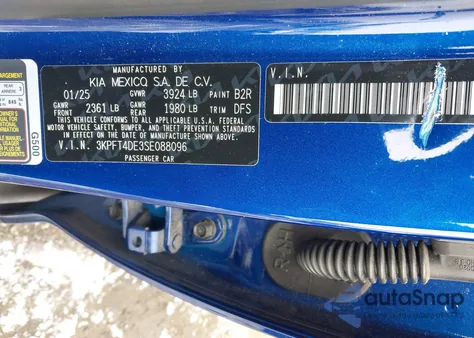 MANUFACTURED BY
KIA MEXICO S.A. DE C.V.
01/25 GVWR 3924 LB PAINT B2R
GAWR FRONT 2361 LB GAWR REAR 1980 LB TRIM DFS
THIS VEHICLE CONFORMS TO ALL APPLICABLE U.S. FEDERAL
MOTOR VEHICLE SAFETY, BUMPER, AND THEFT PREVENTION
STANDARDS IN EFFECT ON THE DATE OF MANUFACTURE
SHOWN ABOVE.
V.I.N. 3KPFT4DE3SE088096
PASSENGER CAR
V.I.N.
G500
RH
autoSnap